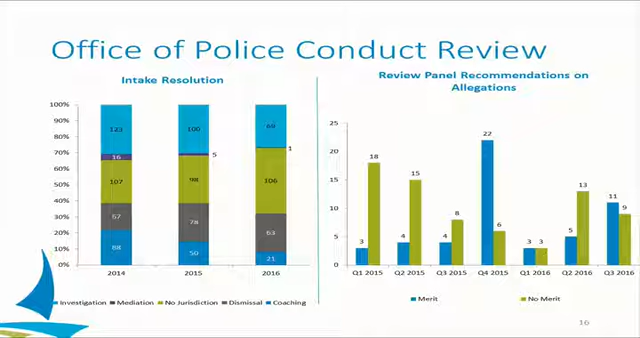 Office of Police Conduct Review
Intake Resolution
100%
90%
80%
70%
60%
50%
40%
30%
20%
10%
0%
123 100 69
16 5 1
107 98 106
57 78 63
68 50 21
2014 2015 2016
Investigation Mediation No Jurisdiction Dismissal Coaching
Review Panel Recommendations on
Allegations
25
20
15
10
5
0
3 18 4 15 4 8 22 6 3 3 5 13 11 9
Q1 2015 Q2 2015 Q3 2015 Q4 2015 Q1 2016 Q2 2016 Q3 2016
Merit No Merit
16